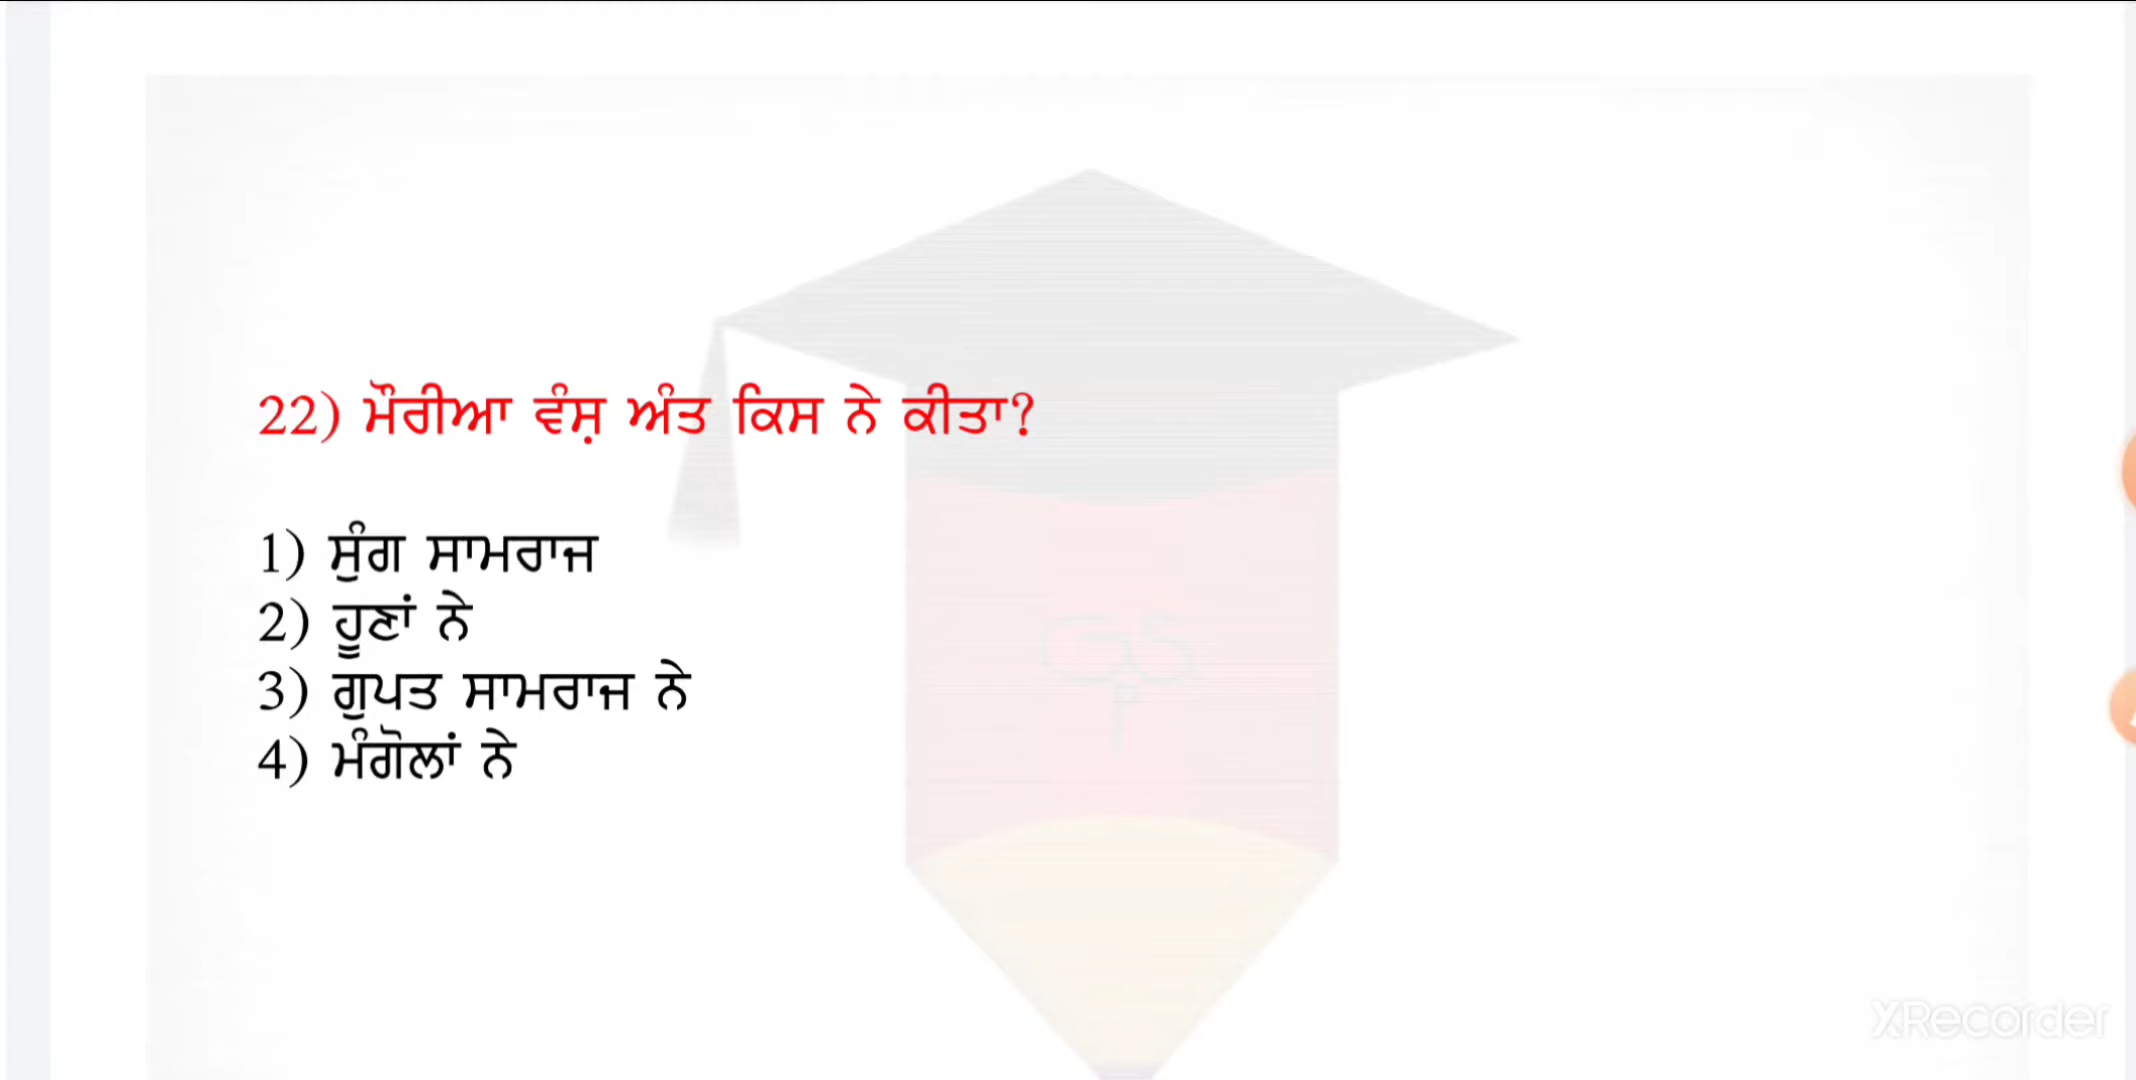 22) ਮੌਰੀਆ ਵੰਸ਼ ਅੰਤ ਕਿਸ ਨੇ ਕੀਤਾ?
1) ਸੁੰਗ ਸਾਮਰਾਜ
2) ਹੂਣਾਂ ਨੇ
3) ਗੁਪਤ ਸਾਮਰਾਜ ਨੇ
4) ਮੰਗੋਲਾਂ ਨੇ
XRecorder